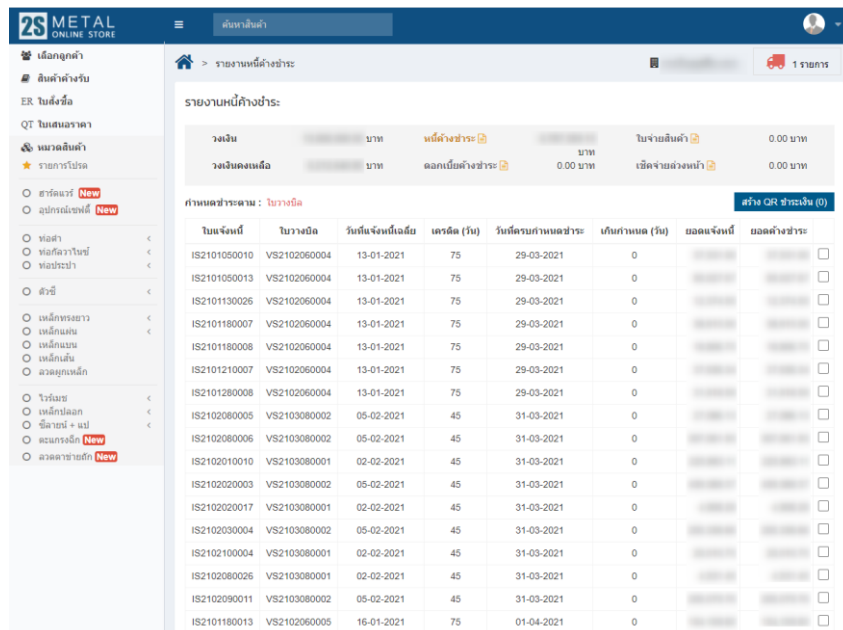 2S METAL
ONLINE STORE
ค้นหาสินค้า
เลือกลูกค้า
สินค้าค้างรับ
ER ใบสั่งซื้อ
QT ใบเสนอราคา
หมวดสินค้า
รายการโปรด
ฮาร์ดแวร์ New
อุปกรณ์เซฟตี้ New
ท่อดำ
ท่อกัลวาไนซ์
ท่อประปา
ตัวซี
เหล็กทรงยาว
เหล็กแผ่น
เหล็กแบน
เหล็กเส้น
ลวดผูกเหล็ก
ไวร์เมช
เหล็กปลอก
ซีลายน์ + แป
ตะแกรงฉีก New
ลวดตาข่ายถัก New
> รายงานหนี้ค้างชำระ
1 รายการ
รายงานหนี้ค้างชำระ
วงเงิน บาท หนี้ค้างชำระ บาท ใบจ่ายสินค้า 0.00 บาท
วงเงินคงเหลือ บาท ดอกเบี้ยค้างชำระ 0.00 บาท เช็คจ่ายล่วงหน้า 0.00 บาท
กำหนดชำระตาม : ใบวางบิล
สร้าง QR ชำระเงิน (0)
ใบแจ้งหนี้ ใบวางบิล วันที่แจ้งหนี้เฉลี่ย เครดิต (วัน) วันที่ครบกำหนดชำระ เกินกำหนด (วัน) ยอดแจ้งหนี้ ยอดค้างชำระ
IS2101050010 VS2102060004 13-01-2021 75 29-03-2021 0
IS2101050013 VS2102060004 13-01-2021 75 29-03-2021 0
IS2101130026 VS2102060004 13-01-2021 75 29-03-2021 0
IS2101180007 VS2102060004 13-01-2021 75 29-03-2021 0
IS2101180008 VS2102060004 13-01-2021 75 29-03-2021 0
IS2101210007 VS2102060004 13-01-2021 75 29-03-2021 0
IS2101280008 VS2102060004 13-01-2021 75 29-03-2021 0
IS2102080005 VS2103080002 05-02-2021 45 31-03-2021 0
IS2102080006 VS2103080002 05-02-2021 45 31-03-2021 0
IS2102010010 VS2103080001 02-02-2021 45 31-03-2021 0
IS2102020003 VS2103080002 05-02-2021 45 31-03-2021 0
IS2102020017 VS2103080001 02-02-2021 45 31-03-2021 0
IS2102030004 VS2103080002 05-02-2021 45 31-03-2021 0
IS2102100004 VS2103080001 02-02-2021 45 31-03-2021 0
IS2102080026 VS2103080001 02-02-2021 45 31-03-2021 0
IS2102090011 VS2103080002 05-02-2021 45 31-03-2021 0
IS2101180013 VS2102060005 16-01-2021 75 01-04-2021 0